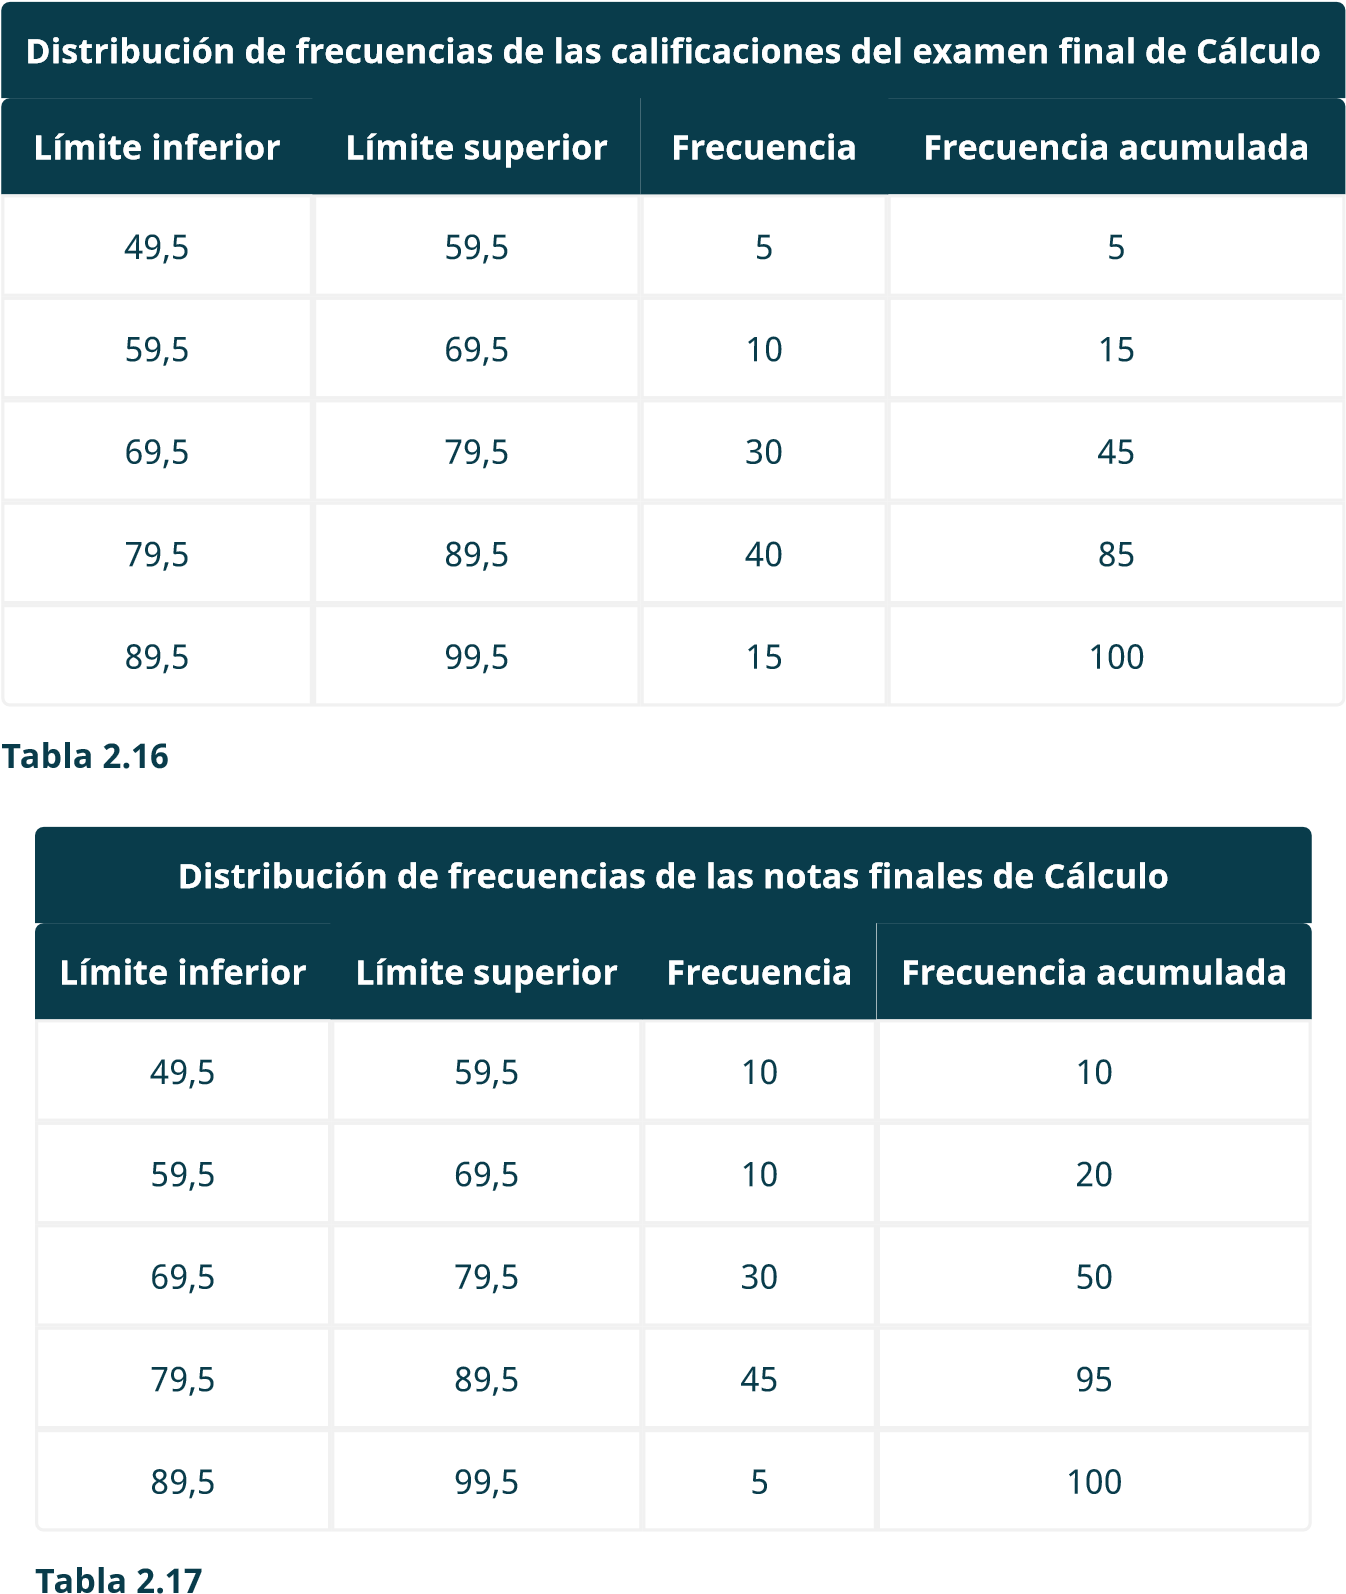 Distribución de frecuencias de las calificaciones del examen final de Cálculo
Límite inferior Límite superior Frecuencia Frecuencia acumulada
49,5 59,5 5 5
59,5 69,5 10 15
69,5 79,5 30 45
79,5 89,5 40 85
89,5 99,5 15 100
Tabla 2.16
Distribución de frecuencias de las notas finales de Cálculo
Límite inferior Límite superior Frecuencia Frecuencia acumulada
49,5 59,5 10 10
59,5 69,5 10 20
69,5 79,5 30 50
79,5 89,5 45 95
89,5 99,5 5 100
Tabla 2.17